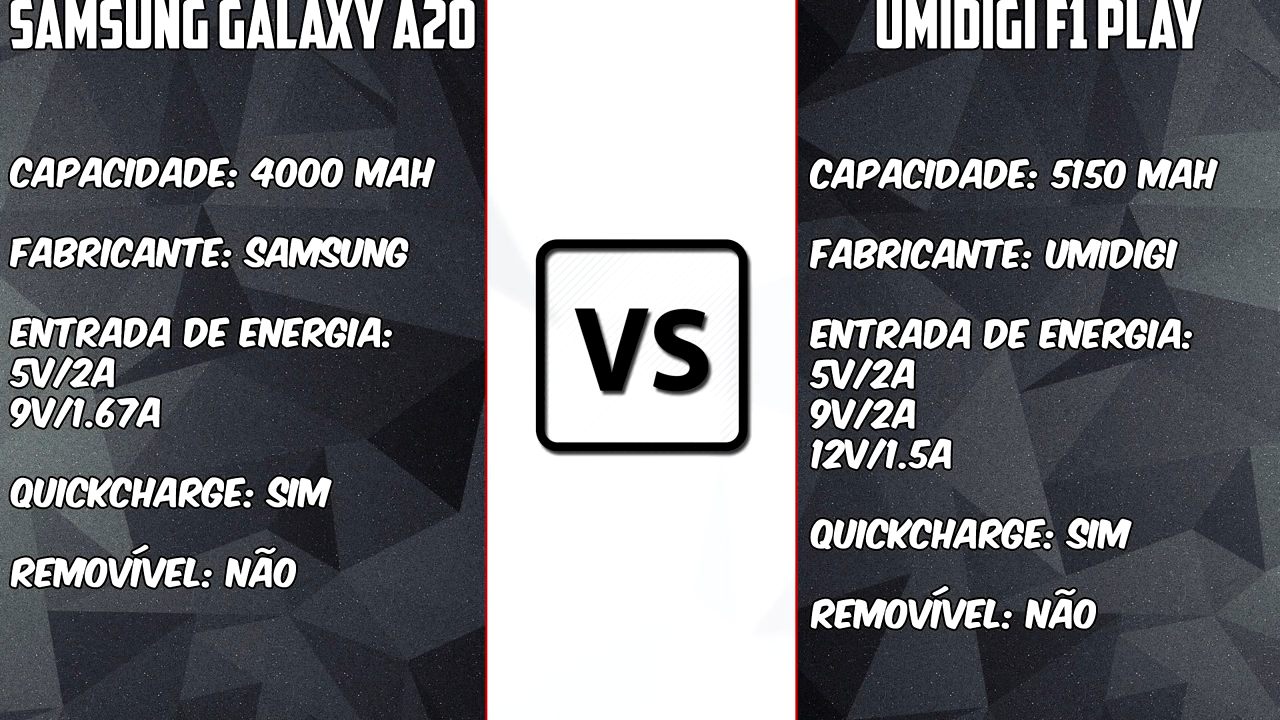 SAMSUNG GALAXY A20
CAPACIDADE: 4000 MAH
FABRICANTE: SAMSUNG
ENTRADA DE ENERGIA:
5V/2A
9V/1.67A
QUICKCHARGE: SIM
REMOVÍVEL: NÃO
VS
UMIDIGI F1 PLAY
CAPACIDADE: 5150 MAH
FABRICANTE: UMIDIGI
ENTRADA DE ENERGIA:
5V/2A
9V/2A
12V/1.5A
QUICKCHARGE: SIM
REMOVÍVEL: NÃO